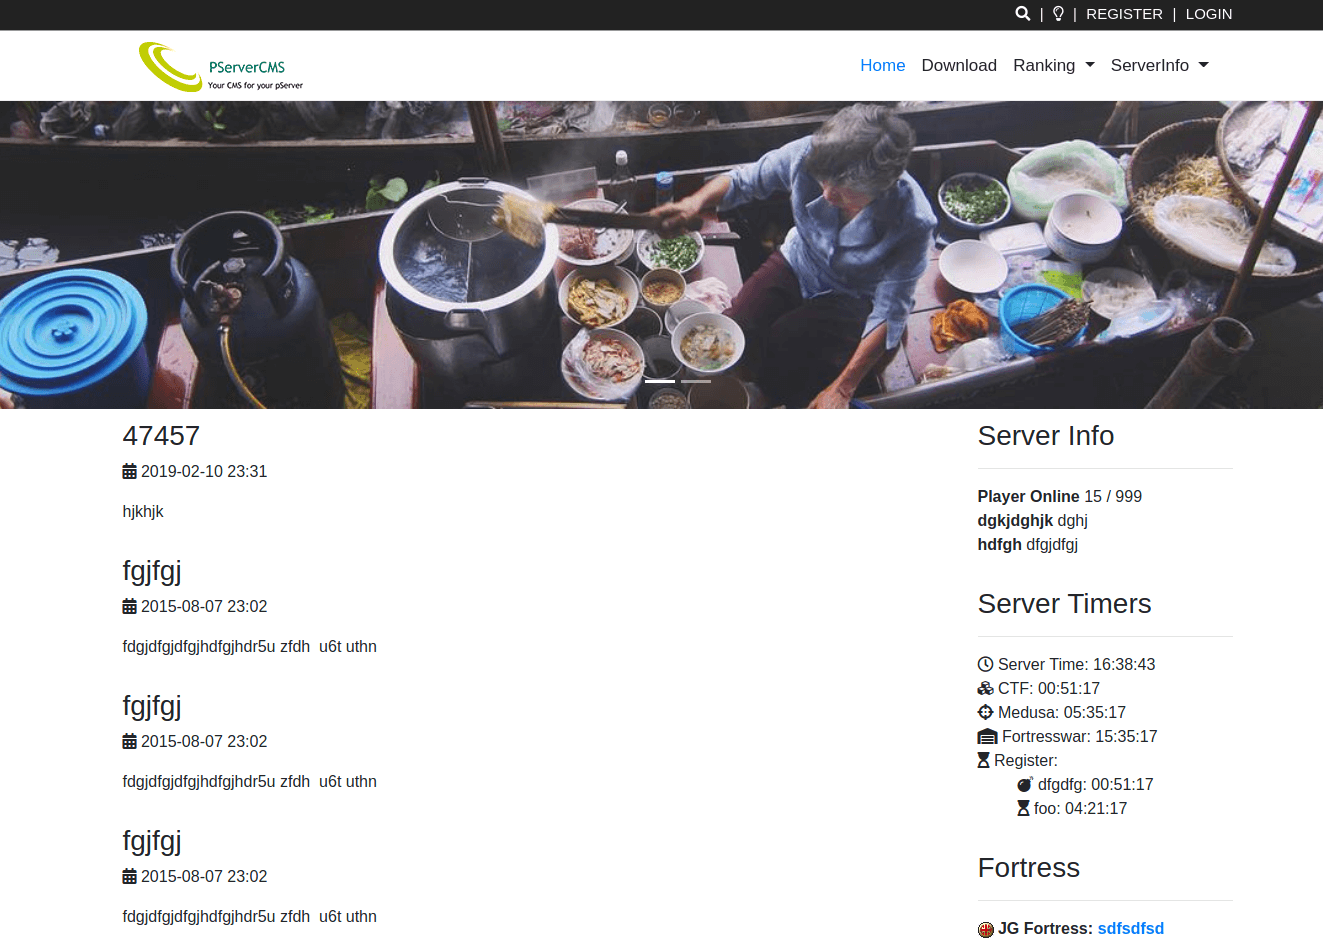 | | REGISTER | LOGIN
PServerCMS
Your CMS for your pServer
Home Download Ranking ServerInfo
47457
2019-02-10 23:31
hjkhjk
fgjfgj
2015-08-07 23:02
fdgjdfgjdfgjhdfgjhdr5u zfdh  u6t uthn
fgjfgj
2015-08-07 23:02
fdgjdfgjdfgjhdfgjhdr5u zfdh  u6t uthn
fgjfgj
2015-08-07 23:02
fdgjdfgjdfgjhdfgjhdr5u zfdh  u6t uthn
Server Info
Player Online 15 / 999
dgkjdghjk dghj
hdfgh dfgjdfgj
Server Timers
Server Time: 16:38:43
CTF: 00:51:17
Medusa: 05:35:17
Fortresswar: 15:35:17
Register:
dfgdfg: 00:51:17
foo: 04:21:17
Fortress
JG Fortress: sdfsdfsd